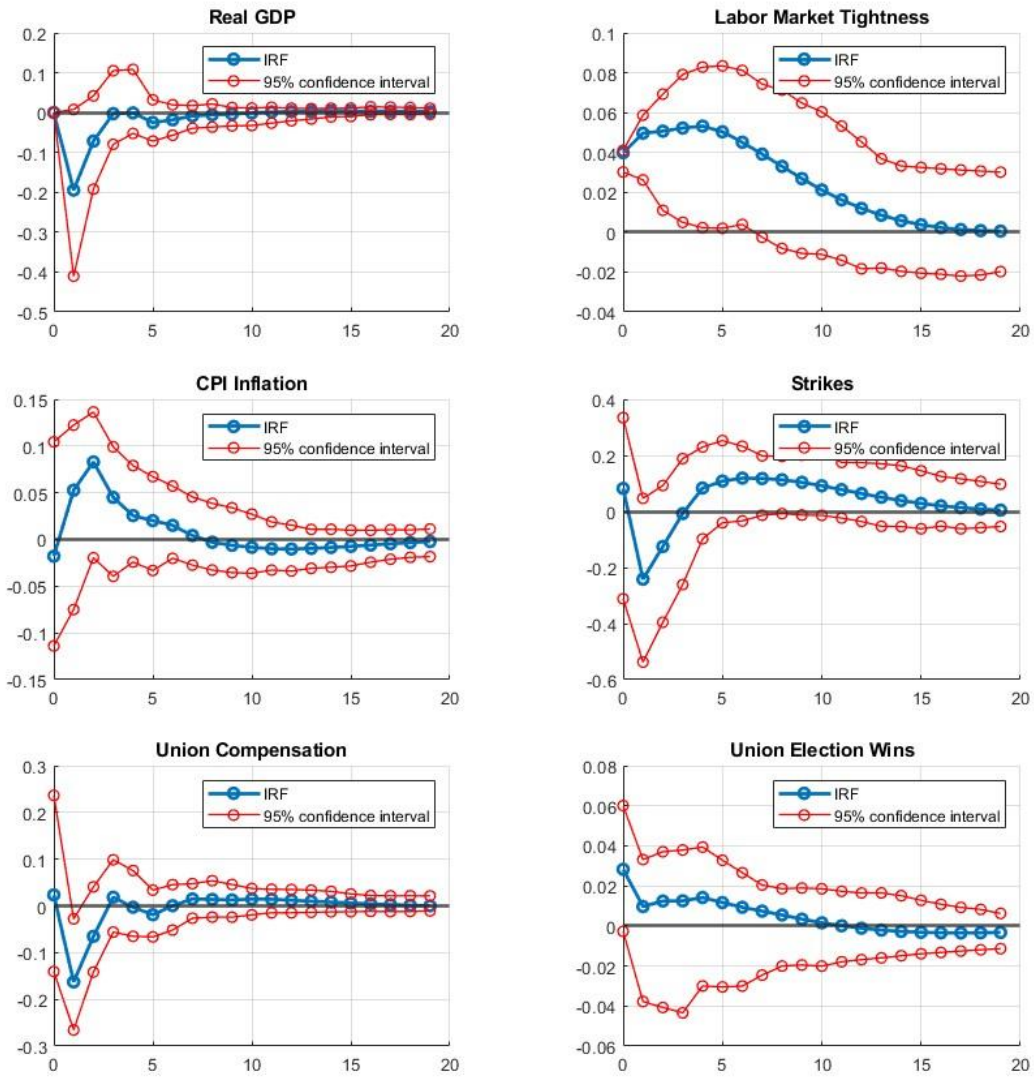 Real GDP
0.2
0.1
0
-0.1
-0.2
-0.3
-0.4
-0.5
0 5 10 15 20
IRF
95% confidence interval
Labor Market Tightness
0.1
0.08
0.06
0.04
0.02
0
-0.02
-0.04
0 5 10 15 20
IRF
95% confidence interval
CPI Inflation
0.15
0.1
0.05
0
-0.05
-0.1
-0.15
0 5 10 15 20
IRF
95% confidence interval
Strikes
0.4
0.2
0
-0.2
-0.4
-0.6
0 5 10 15 20
IRF
95% confidence interval
Union Compensation
0.3
0.2
0.1
0
-0.1
-0.2
-0.3
0 5 10 15 20
IRF
95% confidence interval
Union Election Wins
0.08
0.06
0.04
0.02
0
-0.02
-0.04
-0.06
0 5 10 15 20
IRF
95% confidence interval